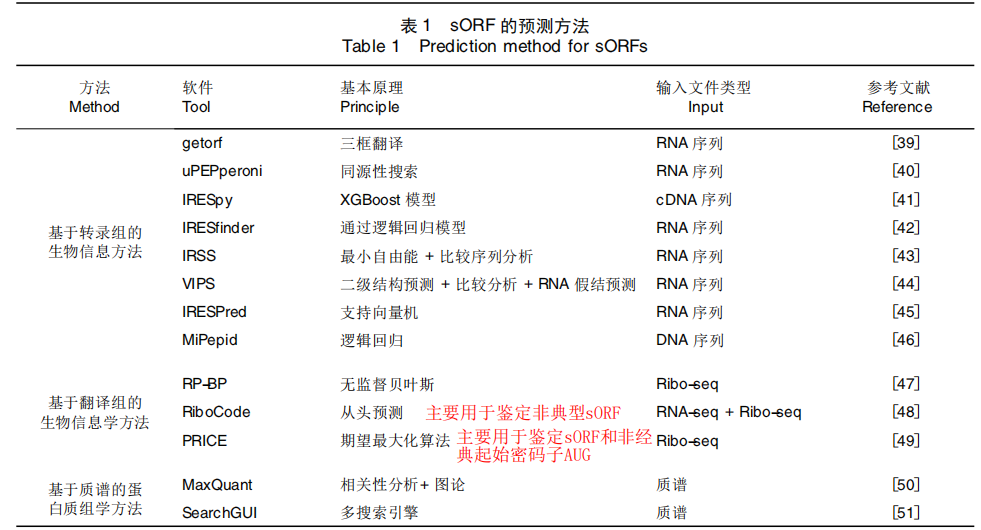 表 1 sORF 的预测方法
Table 1 Prediction method for sORFs
方法 软件 基本原理 输入文件类型 参考文献
Method Tool Principle Input Reference
getorf 三框翻译 RNA 序列 [39]
uPEPperoni 同源性搜索 RNA 序列 [40]
IRESpy XGBoost 模型 cDNA 序列 [41]
IRESfinder 通过逻辑回归模型 RNA 序列 [42]
基于转录组的
生物信息方法
IRSS 最小自由能 + 比较序列分析 RNA 序列 [43]
VIPS 二级结构预测 + 比较分析 + RNA 假结预测 RNA 序列 [44]
IRESPred 支持向量机 RNA 序列 [45]
MiPepid 逻辑回归 DNA 序列 [46]
RP-BP 无监督贝叶斯 Ribo-seq [47]
基于翻译组的
生物信息学方法
RiboCode 从头预测 主要用于鉴定非典型sORF RNA-seq + Ribo-seq [48]
PRICE 期望最大化算法 主要用于鉴定sORF和非经 Ribo-seq [49]
典起始密码子AUG
基于质谱的蛋
白质组学方法
MaxQuant 相关性分析+ 图论 质谱 [50]
SearchGUI 多搜索引擎 质谱 [51]